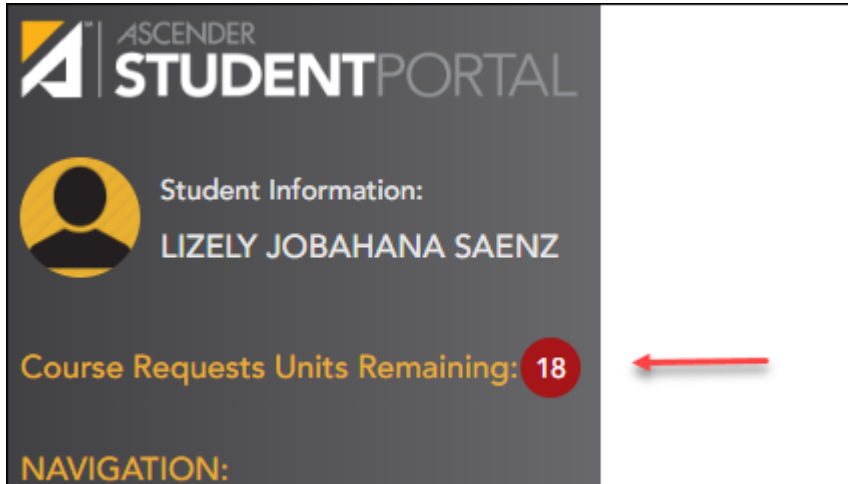 ASCENDER
STUDENTPORTAL
Student Information:
LIZELY JOBAHANA SAENZ
Course Requests Units Remaining: 18
NAVIGATION: